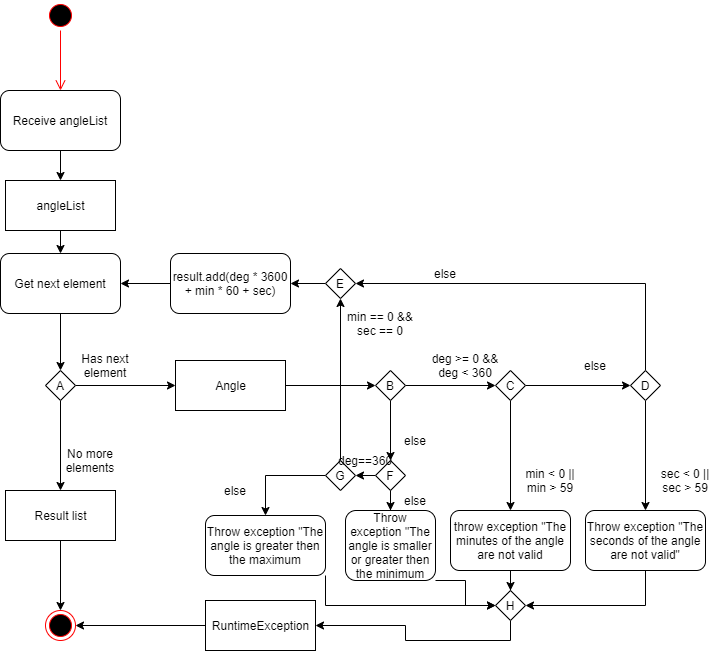 Receive angleList
angleList
Get next element
result.add(deg * 3600
+ min * 60 + sec)
E
else
min == 0 &&
sec == 0
Has next
element
deg >= 0 &&
deg < 360
else
A
Angle
B
C
D
else
No more
elements
deg==360
G
F
else
else
min < 0 ||
min > 59
sec < 0 ||
sec > 59
Result list
Throw exception "The
angle is greater then
the maximum
Throw
exception "The
angle is smaller
or greater then
the minimum
throw exception "The
minutes of the angle
are not valid
Throw exception "The
seconds of the angle
are not valid"
H
RuntimeException